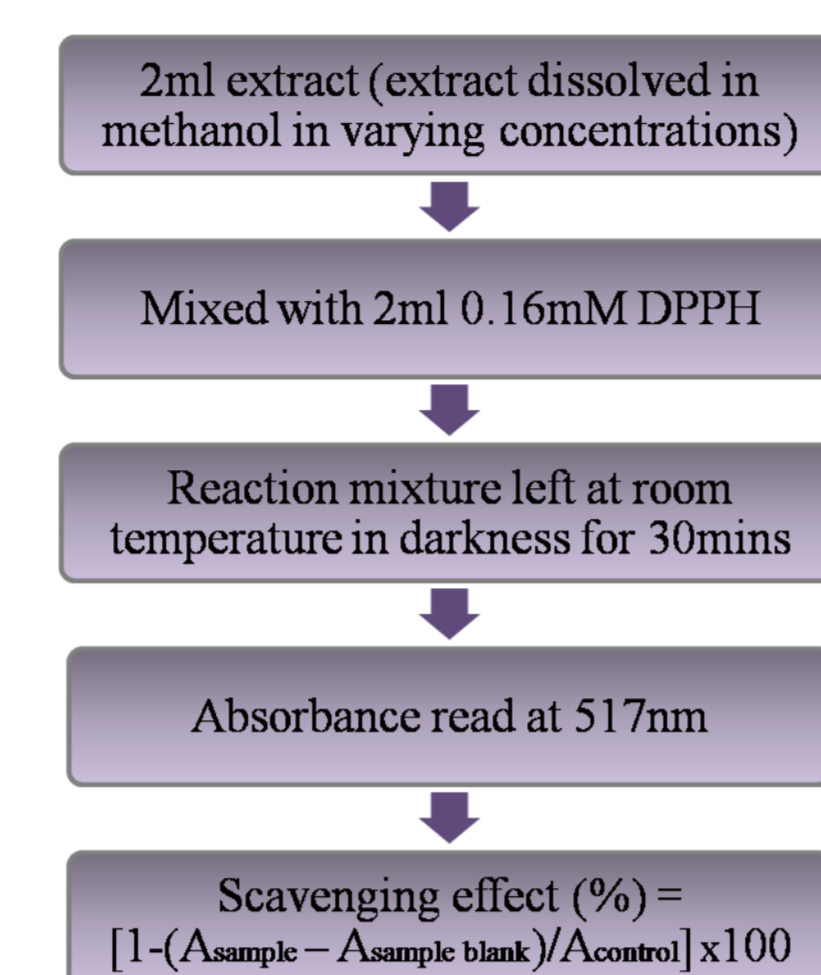 2ml extract (extract dissolved in
methanol in varying concentrations)
Mixed with 2ml 0.16mM DPPH
Reaction mixture left at room
temperature in darkness for 30mins
Absorbance read at 517nm
Scavenging effect (%) =
[1-(Asample – Asample blank)/Acontrol] x100